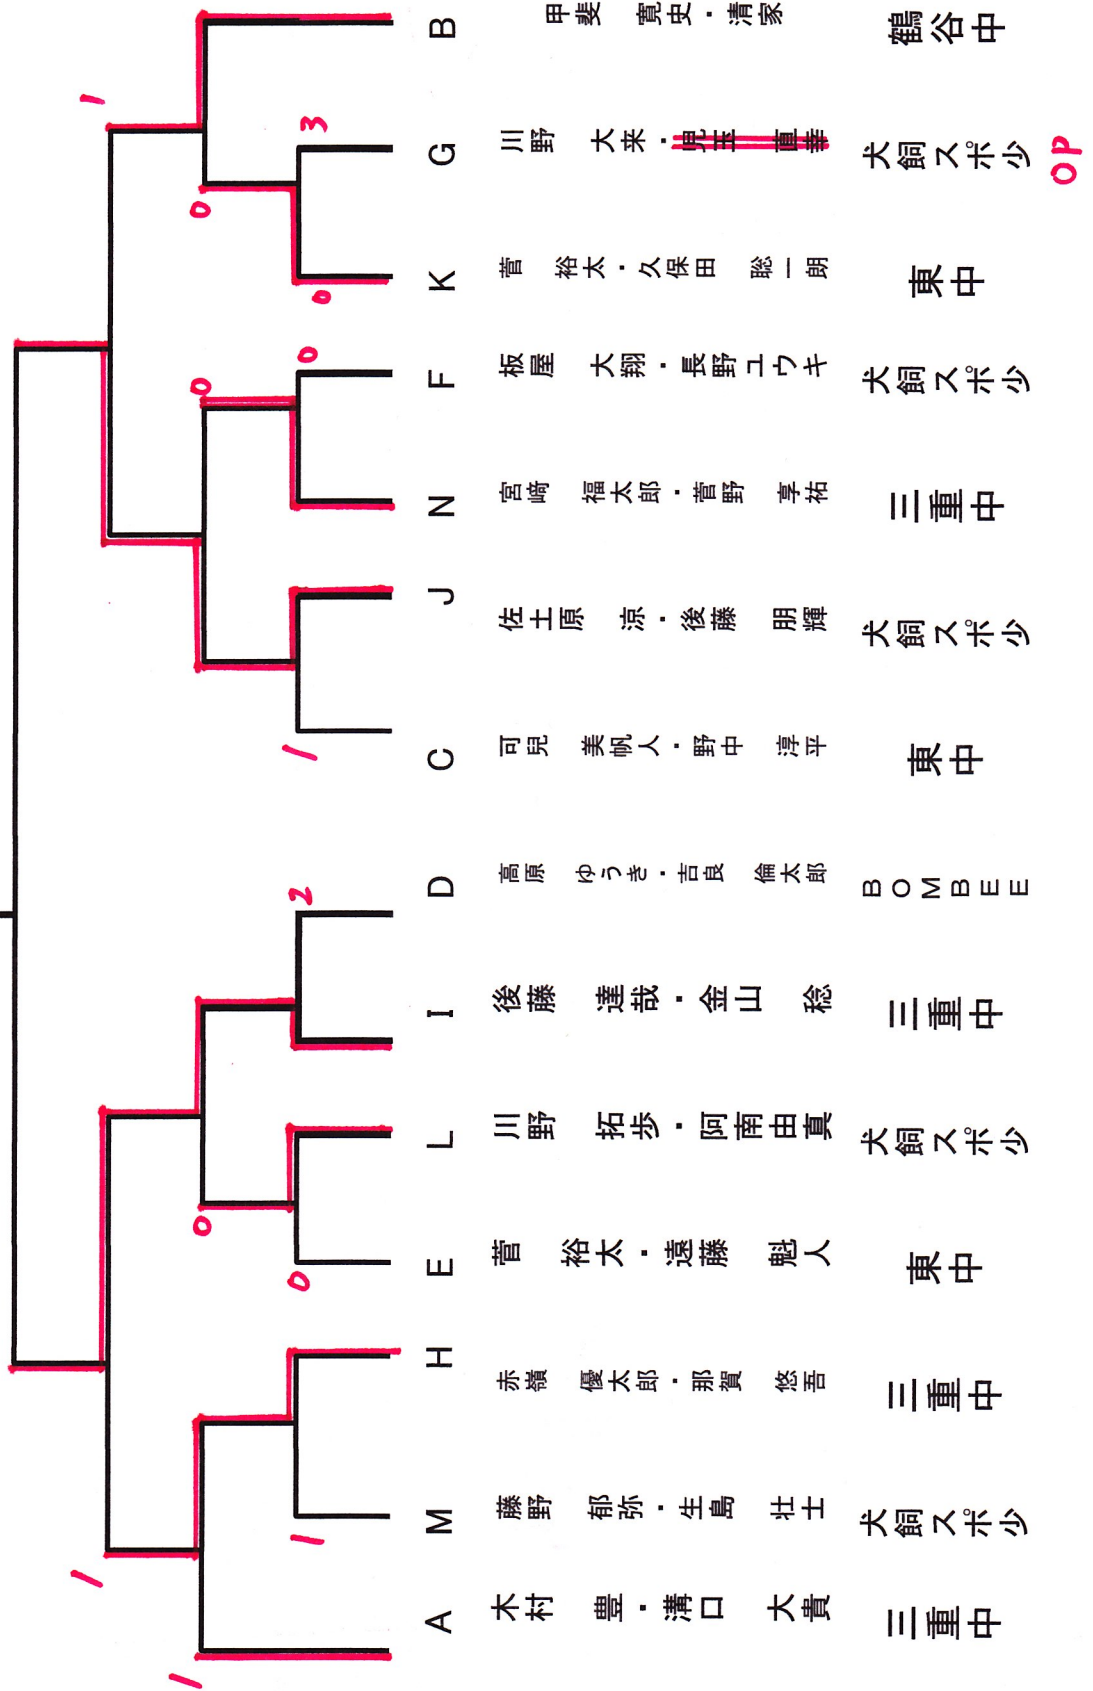 B 甲斐 寛史・清家 鶴谷中
G 川野 大来・児玉 直幸 犬飼スポ少 OP
K 菅 裕太・久保田 聡一朗 東中
F 板屋 大翔・長野ユウキ 犬飼スポ少
N 宮﨑 福太郎・菅野 享祐 三重中
J 佐土原 涼・後藤 朋輝 犬飼スポ少
C 可兒 美帆人・野中 淳平 東中
D 高原 ゆうき・吉良 倫太郎 BOMBEE
I 後藤 達哉・金山 稔 三重中
L 川野 拓歩・阿南由真 犬飼スポ少
E 菅 裕太・遠藤 魁人 東中
H 赤嶺 優太郎・那賀 悠吾 三重中
M 藤野 郁弥・生島 壮士 犬飼スポ少
A 木村 豊・溝口 大貴 三重中
1
3
0
0
0
0
1
2
0
0
1
1
1